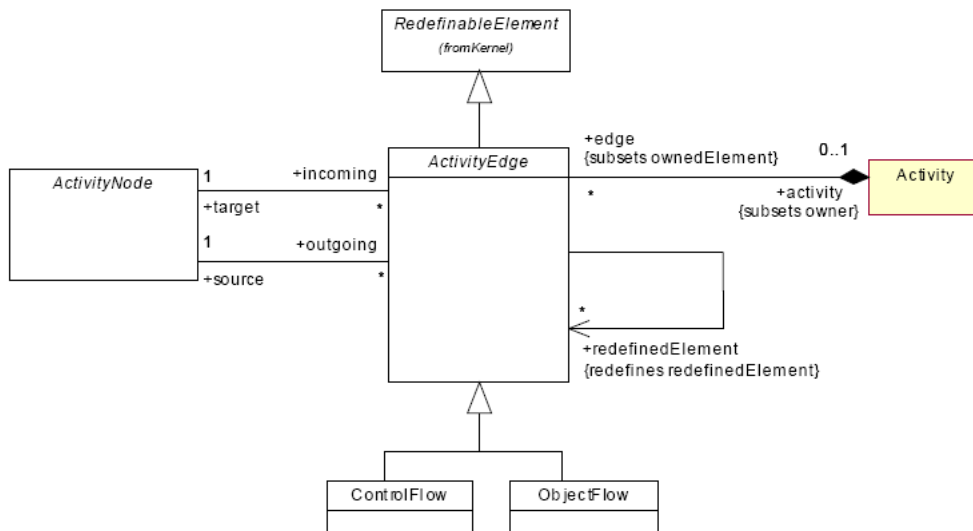 RedefinableElement
(fromKernel)
ActivityNode
1
+target
1
+source
+incoming
*
+outgoing
*
ActivityEdge
+edge
{subsets ownedElement}
*
0..1
+activity
{subsets owner}
Activity
*
+redefinedElement
{redefines redefinedElement}
ControlFlow
ObjectFlow